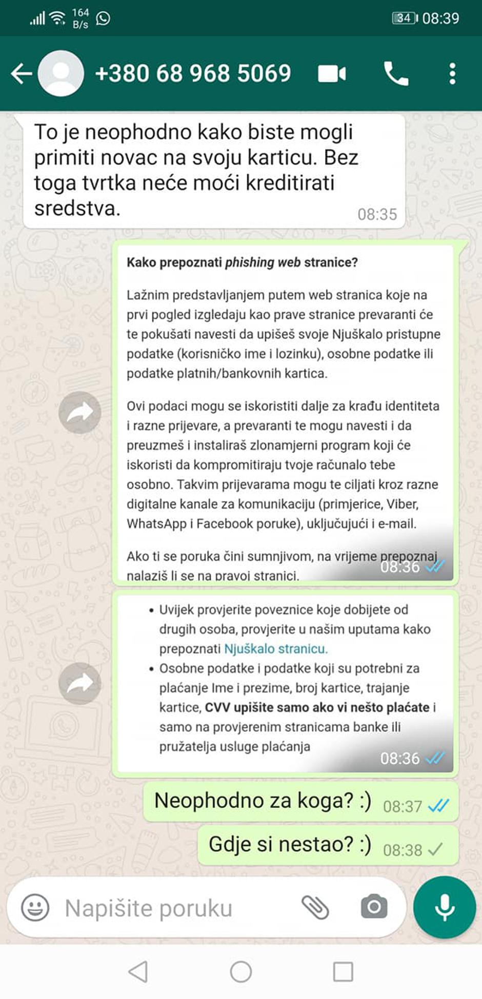 164
B/s
34
08:39
+380 68 968 5069
To je neophodno kako biste mogli
primiti novac na svoju karticu. Bez
toga tvrtka neće moći kreditirati
sredstva.
08:35
Kako prepoznati phishing web stranice?
Lažnim predstavljanjem putem web stranica koje na
prvi pogled izgledaju kao prave stranice prevaranti će
te pokušati navesti da upišeš svoje Njuškalo pristupne
podatke (korisničko ime i lozinku), osobne podatke ili
podatke platnih/bankovnih kartica.
Ovi podaci mogu se iskoristiti dalje za krađu identiteta
i razne prijevare, a prevaranti te mogu navesti i da
preuzmeš i instaliraš zlonamjerni program koji će
iskoristi da kompromitiraju tvoje računalo tebe
osobno. Takvim prijevarama mogu te ciljati kroz razne
digitalne kanale za komunikaciju (primjerice, Viber,
WhatsApp i Facebook poruke), uključujući i e-mail.
Ako ti se poruka čini sumnjivom, na vrijeme prepoznaj
nalaziš li se na pravoj stranici.
08:36
• Uvijek provjerite poveznice koje dobijete od
drugih osoba, provjerite u našim uputama kako
prepoznati Njuškalo stranicu.
• Osobne podatke i podatke koji su potrebni za
plaćanje Ime i prezime, broj kartice, trajanje
kartice, CVV upišite samo ako vi nešto plaćate i
samo na provjerenim stranicama banke ili
pružatelja usluge plaćanja
08:36
Neophodno za koga? :)
08:37
Gdje si nestao? :)
08:38
Napišite poruku